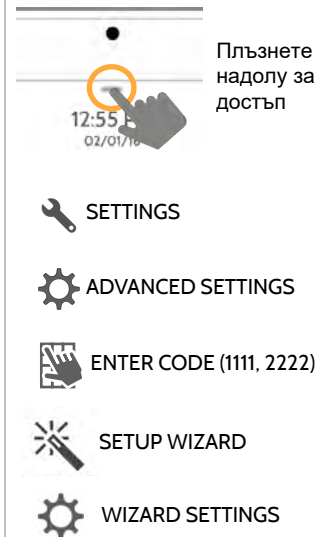 Плъзнете
надолу за
достъп
12:55
02/01/
SETTINGS
ADVANCED SETTINGS
ENTER CODE (1111, 2222)
SETUP WIZARD
WIZARD SETTINGS